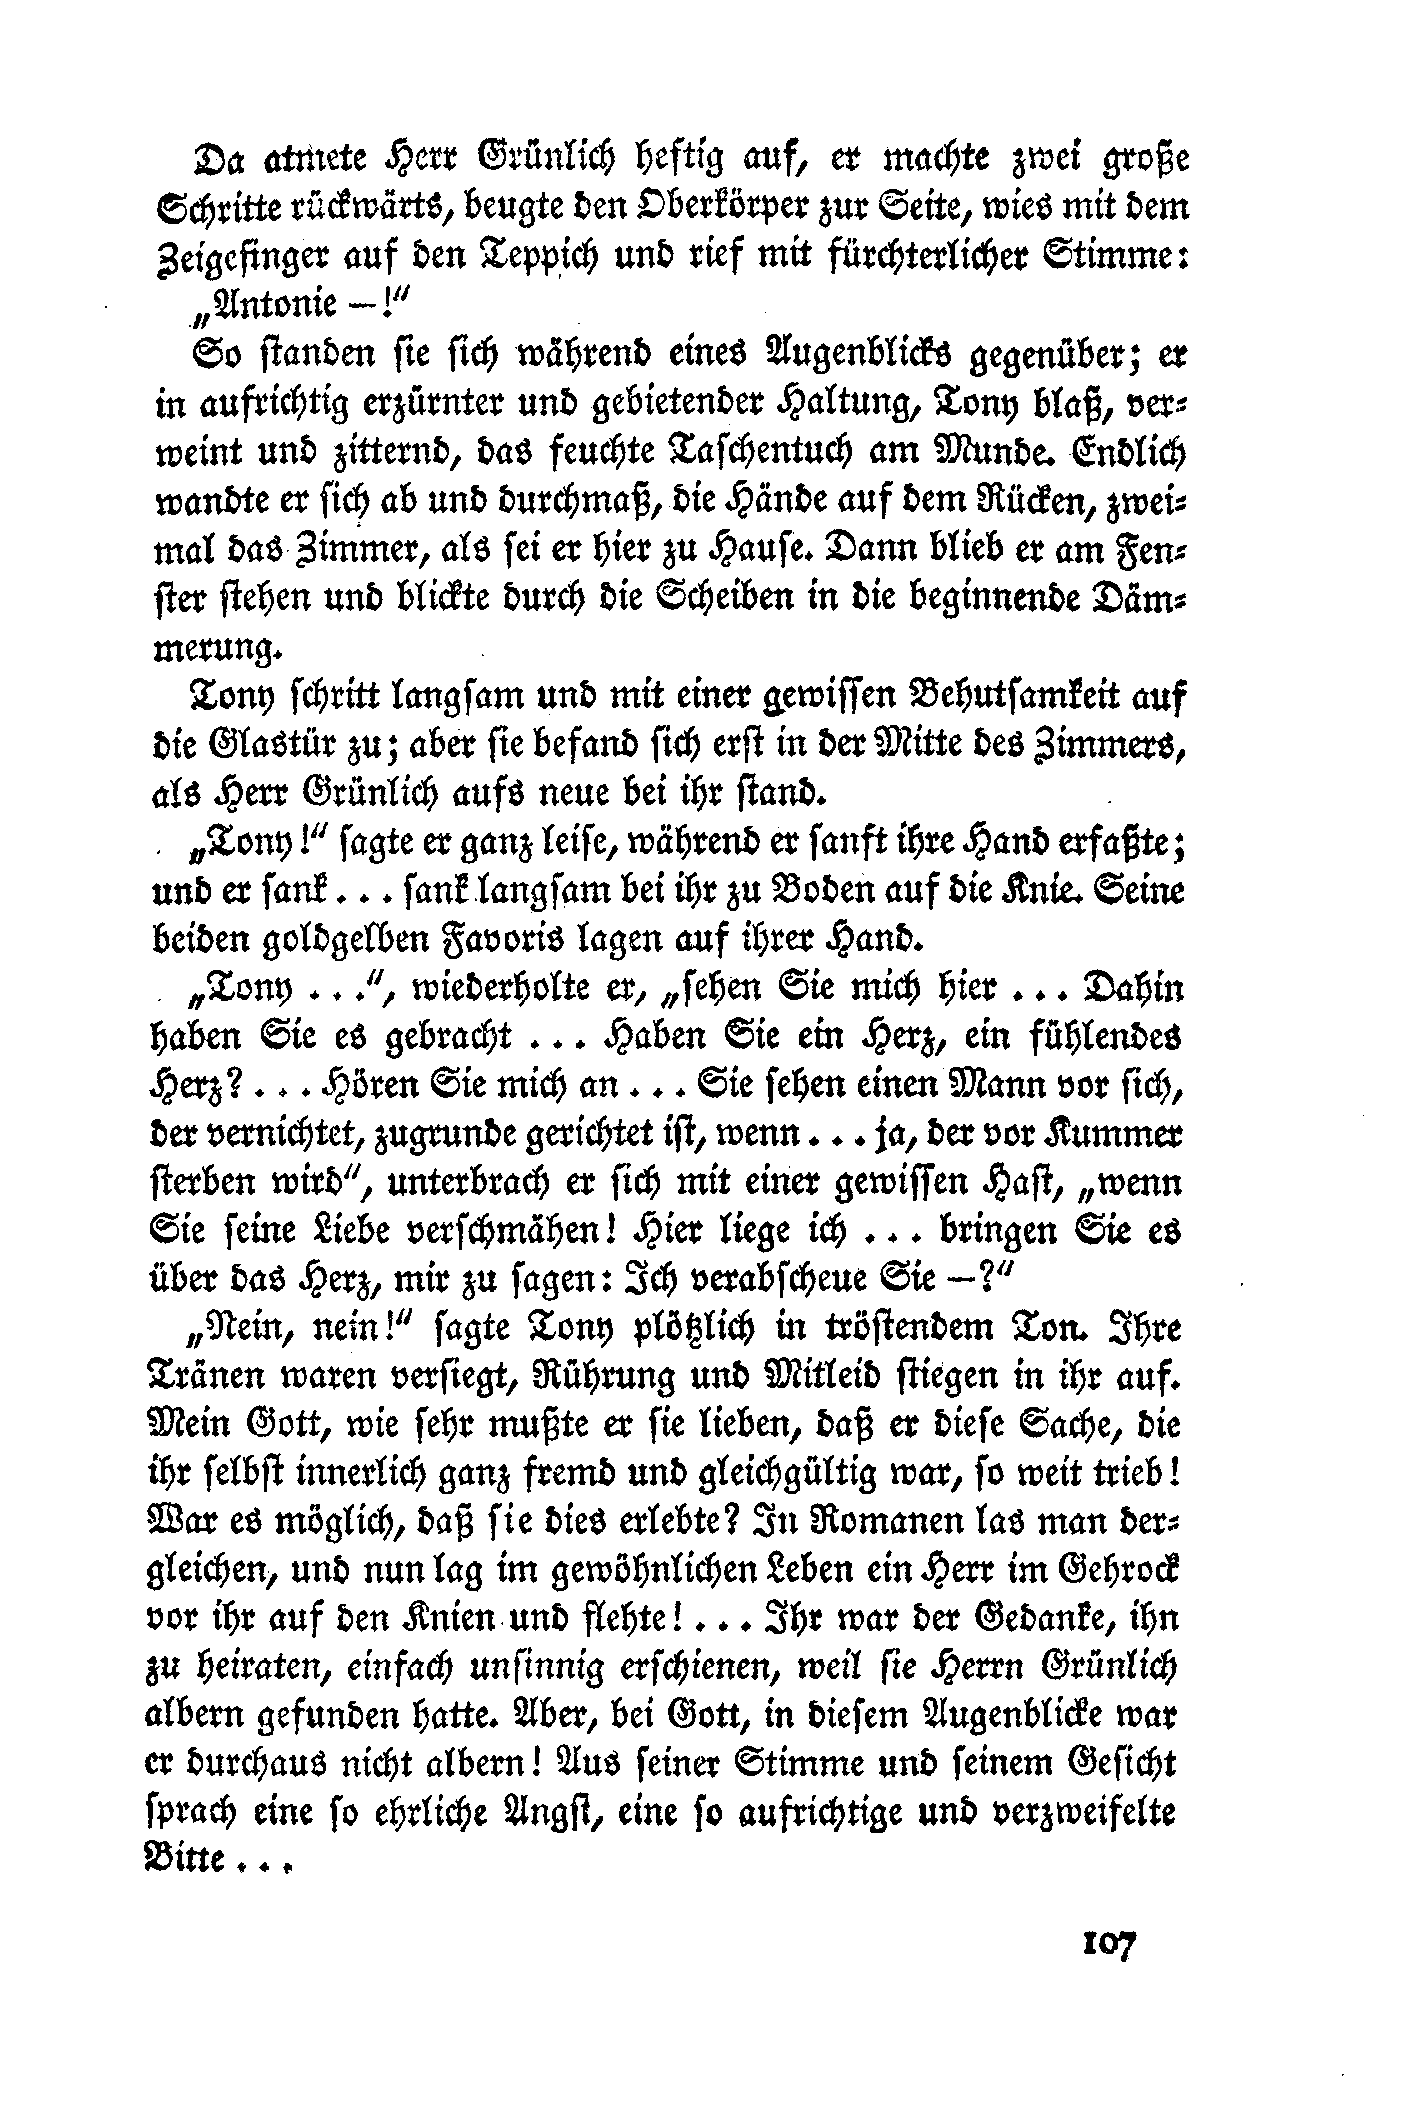 Da atmete Herr Grünlich heftig auf, er machte zwei große
Schritte rückwärts, beugte den Oberkörper zur Seite, wies mit dem
Zeigefinger auf den Teppich und rief mit fürchterlicher Stimme:
„Antonie —!“
So standen sie sich während eines Augenblicks gegenüber; er
in aufrichtig erzürnter und gebietender Haltung, Tony blaß, ver-
weint und zitternd, das feuchte Taschentuch am Munde. Endlich
wandte er sich ab und durchmaß, die Hände auf dem Rücken, zwei-
mal das Zimmer, als sei er hier zu Hause. Dann blieb er am Fen-
ster stehen und blickte durch die Scheiben in die beginnende Däm-
merung.
Tony schritt langsam und mit einer gewissen Behutsamkeit auf
die Glastür zu; aber sie befand sich erst in der Mitte des Zimmers,
als Herr Grünlich aufs neue bei ihr stand.
„Tony!“ sagte er ganz leise, während er sanft ihre Hand erfaßte;
und er sank ... sank langsam bei ihr zu Boden auf die Knie. Seine
beiden goldgelben Favoris lagen auf ihrer Hand.
„Tony ...“, wiederholte er, „sehen Sie mich hier ... Dahin
haben Sie es gebracht ... Haben Sie ein Herz, ein fühlendes
Herz? ... Hören Sie mich an ... Sie sehen einen Mann vor sich,
der vernichtet, zugrunde gerichtet ist, wenn ... ja, der vor Kummer
sterben wird“, unterbrach er sich mit einer gewissen Hast, „wenn
Sie seine Liebe verschmähen! Hier liege ich ... bringen Sie es
über das Herz, mir zu sagen: Ich verabscheue Sie —?“
„Nein, nein!“ sagte Tony plötzlich in tröstendem Ton. Ihre
Tränen waren versiegt, Rührung und Mitleid stiegen in ihr auf.
Mein Gott, wie sehr mußte er sie lieben, daß er diese Sache, die
ihr selbst innerlich ganz fremd und gleichgültig war, so weit trieb!
War es möglich, daß sie dies erlebte? In Romanen las man der-
gleichen, und nun lag im gewöhnlichen Leben ein Herr im Gehrock
vor ihr auf den Knien und flehte! ... Ihr war der Gedanke, ihn
zu heiraten, einfach unsinnig erschienen, weil sie Herrn Grünlich
albern gefunden hatte. Aber, bei Gott, in diesem Augenblicke war
er durchaus nicht albern! Aus seiner Stimme und seinem Gesicht
sprach eine so ehrliche Angst, eine so aufrichtige und verzweifelte
Bitte ...
107